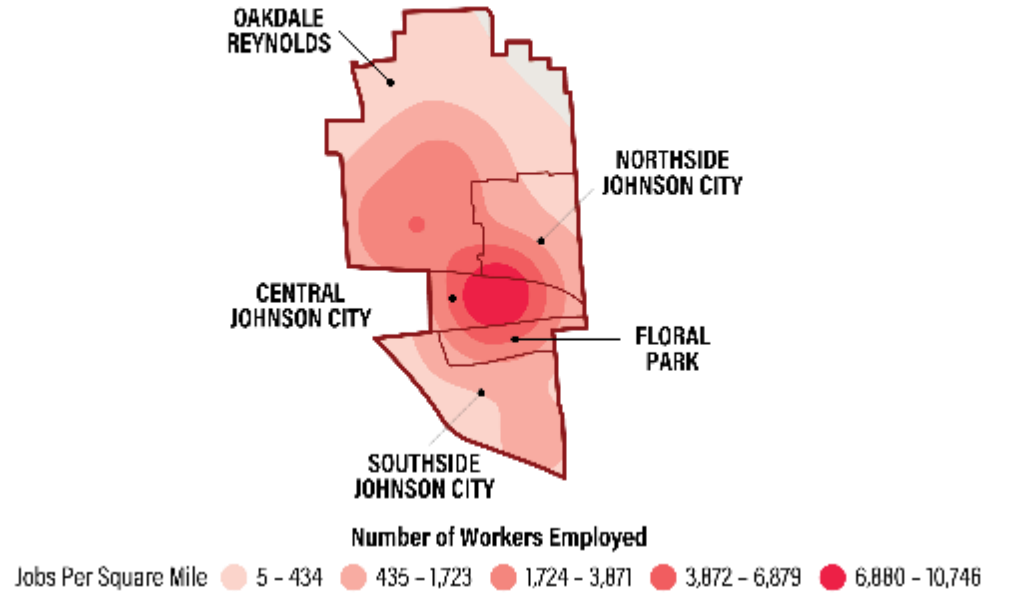 OAKDALE
REYNOLDS
NORTHSIDE
JOHNSON CITY
CENTRAL
JOHNSON CITY
FLORAL
PARK
SOUTHSIDE
JOHNSON CITY
Number of Workers Employed
Jobs Per Square Mile 5 – 434 435 – 1,723 1,724 – 3,871 3,872 – 6,879 6,880 – 10,746